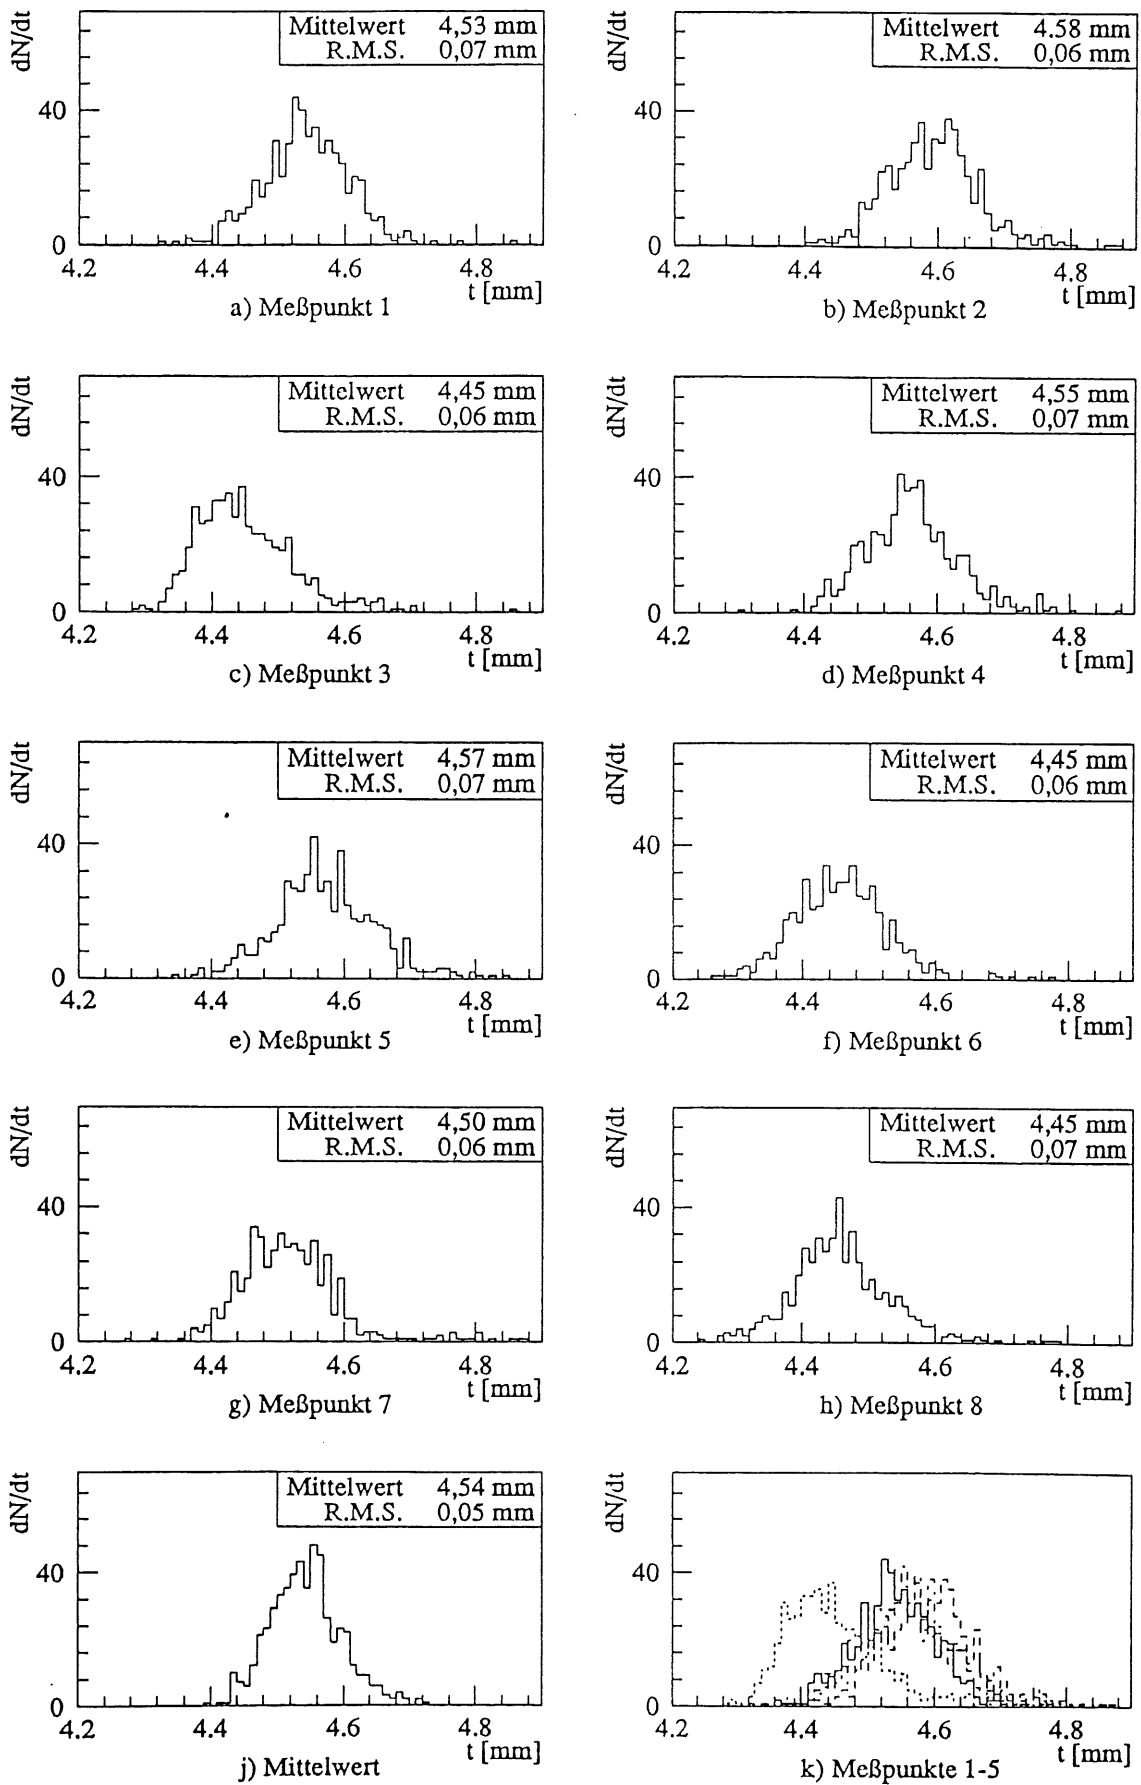 dN/dt
Mittelwert 4,53 mm
R.M.S. 0,07 mm
40
0
4.2 4.4 4.6 4.8
t [mm]
a) Meßpunkt 1
dN/dt
Mittelwert 4.58 mm
R.M.S. 0,06 mm
40
0
4.2 4.4 4.6 4.8
t [mm]
b) Meßpunkt 2
dN/dt
Mittelwert 4,45 mm
R.M.S. 0,06 mm
40
0
4.2 4.4 4.6 4.8
t [mm]
c) Meßpunkt 3
dN/dt
Mittelwert 4,55 mm
R.M.S. 0,07 mm
40
0
4.2 4.4 4.6 4.8
t [mm]
d) Meßpunkt 4
dN/dt
Mittelwert 4,57 mm
R.M.S. 0,07 mm
40
0
4.2 4.4 4.6 4.8
t [mm]
e) Meßpunkt 5
dN/dt
Mittelwert 4,45 mm
R.M.S. 0,06 mm
40
0
4.2 4.4 4.6 4.8
t [mm]
f) Meßpunkt 6
dN/dt
Mittelwert 4,50 mm
R.M.S. 0,06 mm
40
0
4.2 4.4 4.6 4.8
t [mm]
g) Meßpunkt 7
dN/dt
Mittelwert 4,45 mm
R.M.S. 0,07 mm
40
0
4.2 4.4 4.6 4.8
t [mm]
h) Meßpunkt 8
dN/dt
Mittelwert 4,54 mm
R.M.S. 0,05 mm
40
0
4.2 4.4 4.6 4.8
t [mm]
j) Mittelwert
dN/dt
40
0
4.2 4.4 4.6 4.8
t [mm]
k) Meßpunkte 1-5